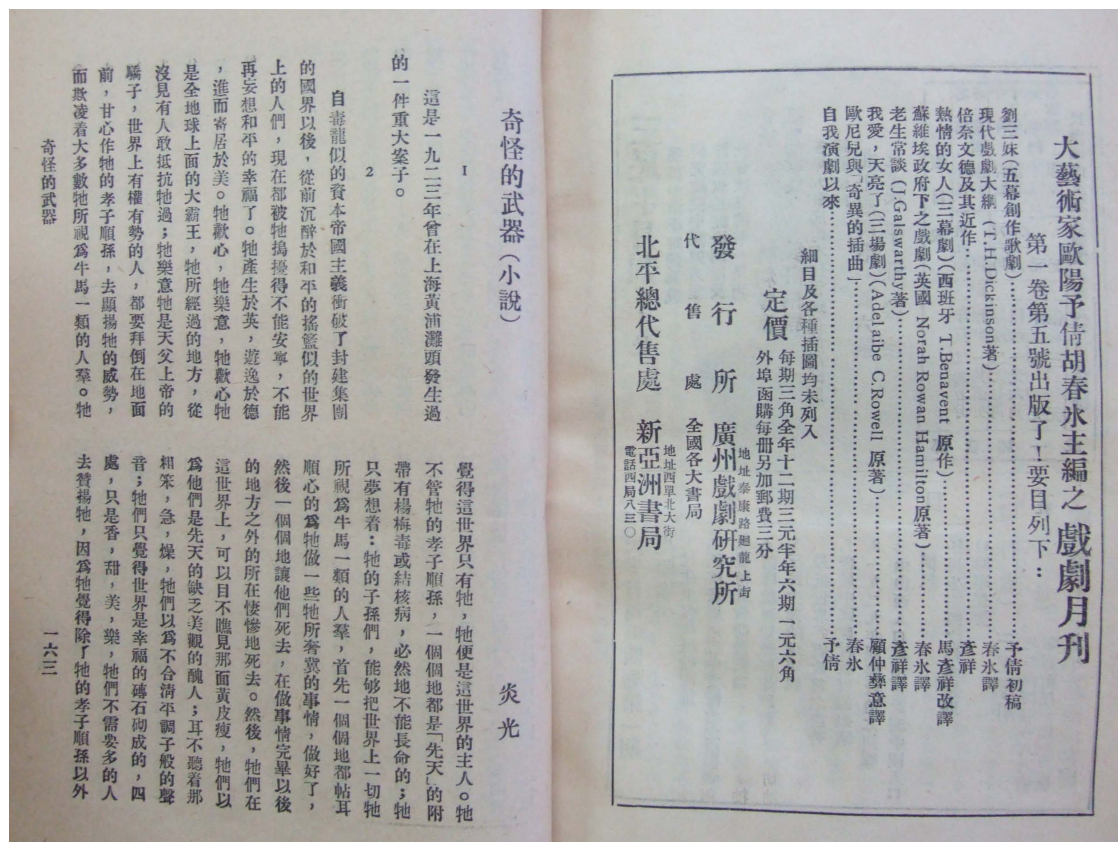 大藝術家歐陽予倩胡春氷主編之 戲劇月刊
第一卷第五號出版了！要目列下：
劉三妹(五幕創作歌劇)……予倩初稿
現代戲劇大綱 (T.H.Dickinson著)……春氷譯
倍奈文德及其近作……彥祥
熱情的女人(三幕劇)(西班牙 T.Benavent 原作)……馬彥祥改譯
蘇維埃政府下之戲劇(英國 Norah Rowan Hamilton原著)……春氷譯
老生常談 (J.Galswarthy著)……彥祥譯
我愛，天亮了(三場劇)(Adelaibe C.Rowell 原著)……顧仲彝意譯
歐尼兒與「奇異的插曲」……春氷
自我演劇以來……予倩
細目及各種插圖均未列入
定價 每期三角全年十二期三元半年六期一元六角
外埠函購每册另加郵費三分
發行所 廣州戲劇研究所
地址泰康路廻龍上街
代售處 全國各大書局
北平總代售處 新亞洲書局
地址西單北大街
電話西局八三〇
奇怪的武器(小說)
炎光
1
這是一九二三年曾在上海黃浦灘頭發生過
的一件重大案子。
2
自毒龍似的資本帝國主義衝破了封建集團
的國界以後，從前沉醉於和平的搖籃似的世界
上的人們，現在都被牠搗擾得不能安寧，不能
再妄想和平的幸福了。牠產生於英，遊逸於德
，進而寄居於美。牠歡心，牠樂意，牠歡心牠
是全地球上面的大霸王，牠所經過的地方，從
沒見有人敢抵抗牠過；牠樂意牠是天父上帝的
驕子，世界上有權有勢的人，都要拜倒在地面
前，甘心作牠的孝子順孫，去顯揚牠的威勢，
而欺凌着大多數牠所視爲牛馬一類的人羣。牠
覺得這世界只有牠，牠便是這世界的主人。牠
不管牠的孝子順孫，一個個地都是「先天」的附
帶有楊梅毒或結核病，必然地不能長命的；牠
只夢想着：牠的子孫們，能够把世界上一切牠
所視爲牛馬一類的人羣，首先一個個地都帖耳
順心的爲牠做一些牠所奢冀的事情，做好了，
然後一個個地讓他們死去，在做事情完畢以後
的地方之外的所在悽慘地死去。然後，牠們在
這世界上，可以目不瞧見那面黃皮瘦，牠們以
爲他們是先天的缺乏美觀的醜人；耳不聽着那
粗笨，急，燥，牠們以爲不合清平調子般的聲
音；牠們只覺得世界是幸福的磚石砌成的，四
處，只是香，甜，美，樂，牠們不需要多的人
去贊揚牠，因爲牠覺得除了牠的孝子順孫以外
奇怪的武器
一六三